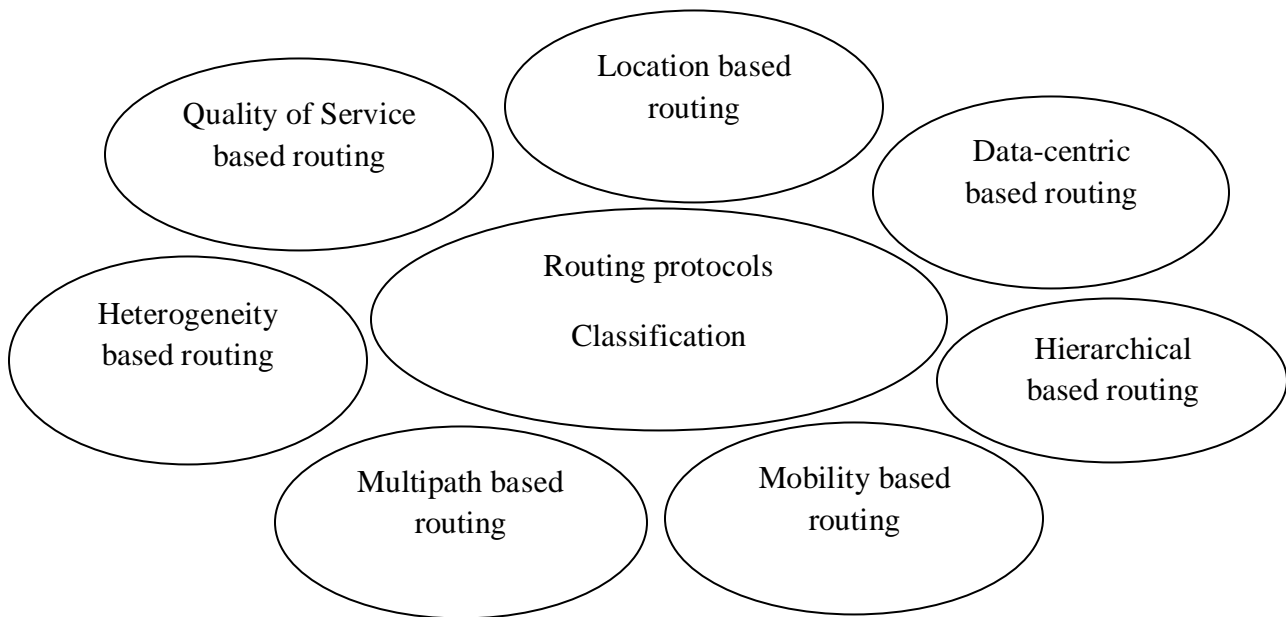 Location based
routing
Quality of Service
based routing
Data-centric
based routing
Routing protocols
Classification
Heterogeneity
based routing
Hierarchical
based routing
Multipath based
routing
Mobility based
routing